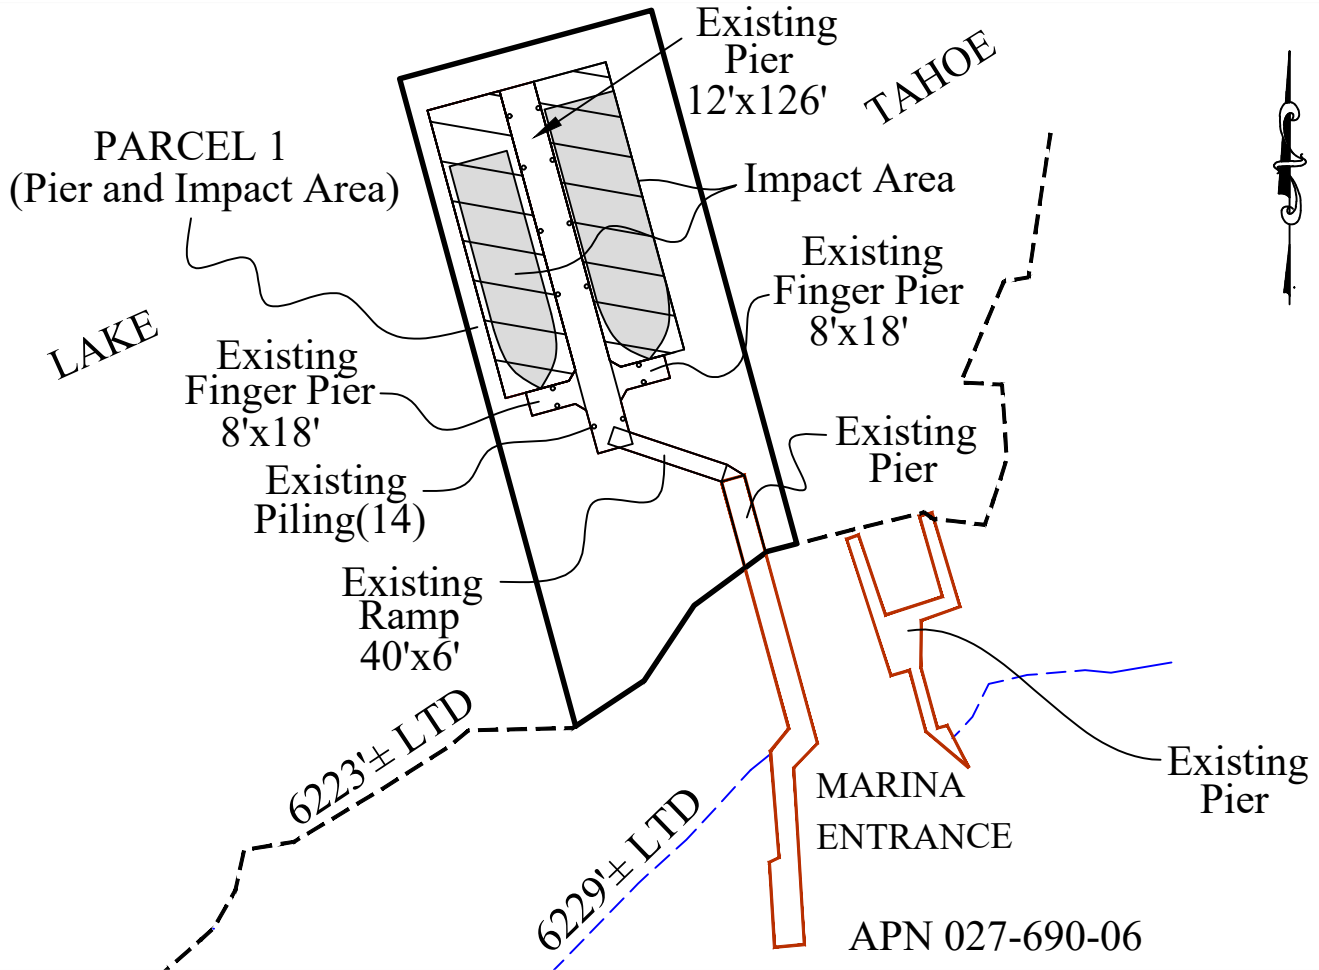 Existing
Pier
12'x126'
TAHOE
PARCEL 1
(Pier and Impact Area)
Impact Area
Existing
Finger Pier
8'x18'
LAKE
Existing
Finger Pier
8'x18'
Existing
Pier
Existing
Piling(14)
Existing
Ramp
40'x6'
6223'± LTD
Existing
Pier
MARINA
ENTRANCE
6229'± LTD
APN 027-690-06